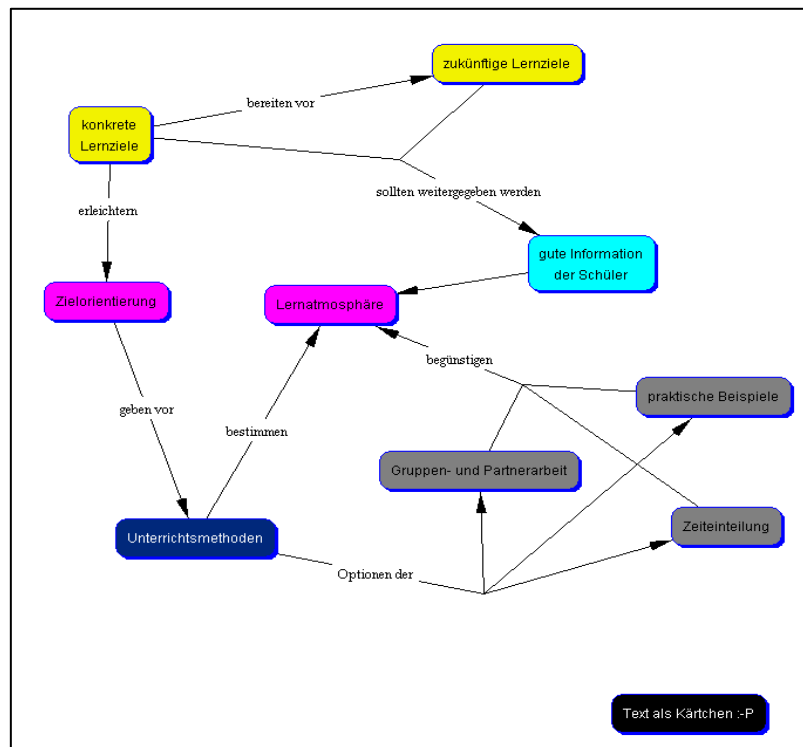 zukünftige Lernziele
bereiten vor
konkrete
Lernziele
sollten weitergegeben werden
erleichtern
gute Information
der Schüler
Zielorientierung
Lernatmosphäre
begünstigen
praktische Beispiele
geben vor
bestimmen
Gruppen- und Partnerarbeit
Unterrichtsmethoden
Zeiteinteilung
Optionen der
Text als Kärtchen :-P